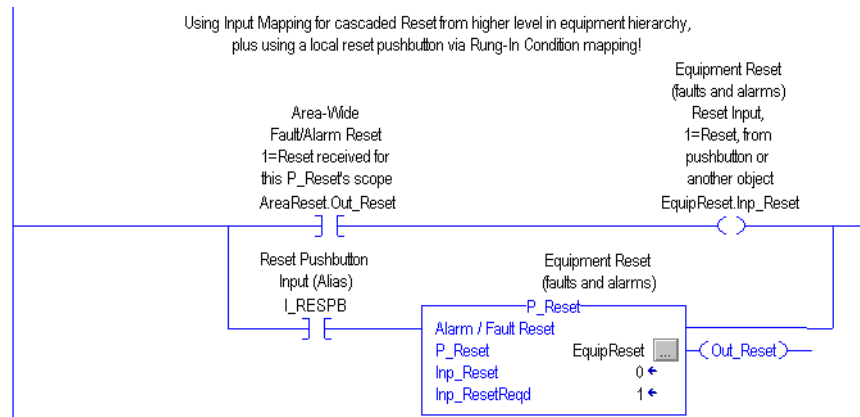 Using Input Mapping for cascaded Reset from higher level in equipment hierarchy,
plus using a local reset pushbutton via Rung-In Condition mapping!
Equipment Reset
(faults and alarms)
Reset Input,
1=Reset, from
pushbutton or
another object
EquipReset.Inp_Reset
Area-Wide
Fault/Alarm Reset
1=Reset received for
this P_Reset's scope
AreaReset.Out_Reset
Reset Pushbutton
Input (Alias)
I_RESPB
Equipment Reset
(faults and alarms)
P_Reset
Alarm / Fault Reset
P_Reset EquipReset ...
Inp_Reset 0
Inp_ResetReqd 1
Out_Reset